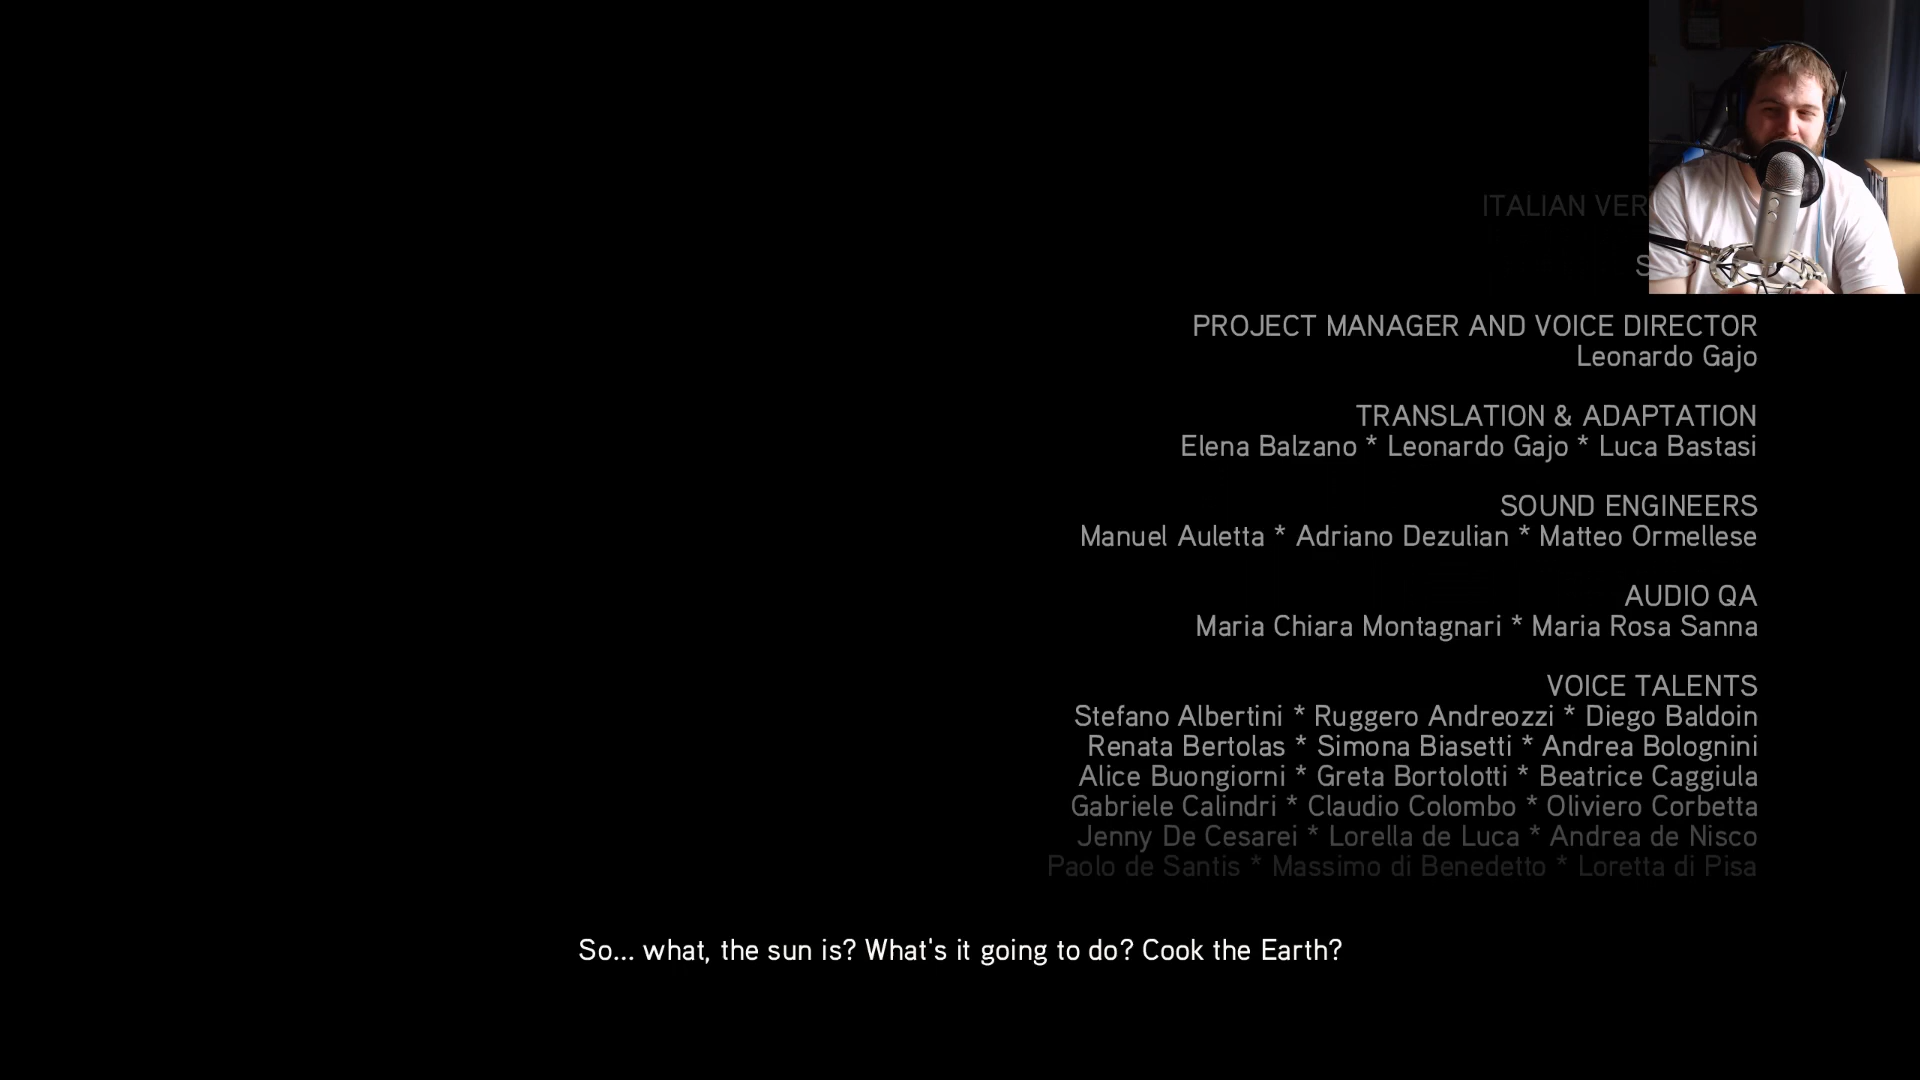 ITALIAN VER
S
PROJECT MANAGER AND VOICE DIRECTOR
Leonardo Gajo
TRANSLATION & ADAPTATION
Elena Balzano * Leonardo Gajo * Luca Bastasi
SOUND ENGINEERS
Manuel Auletta * Adriano Dezulian * Matteo Ormellese
AUDIO QA
Maria Chiara Montagnari * Maria Rosa Sanna
VOICE TALENTS
Stefano Albertini * Ruggero Andreozzi * Diego Baldoin
Renata Bertolas * Simona Biasetti * Andrea Bolognini
Alice Buongiorni * Greta Bortolotti * Beatrice Caggiula
Gabriele Calindri * Claudio Colombo * Oliviero Corbetta
Jenny De Cesarei * Lorella de Luca * Andrea de Nisco
Paolo de Santis * Massimo di Benedetto * Loretta di Pisa
So... what, the sun is? What's it going to do? Cook the Earth?